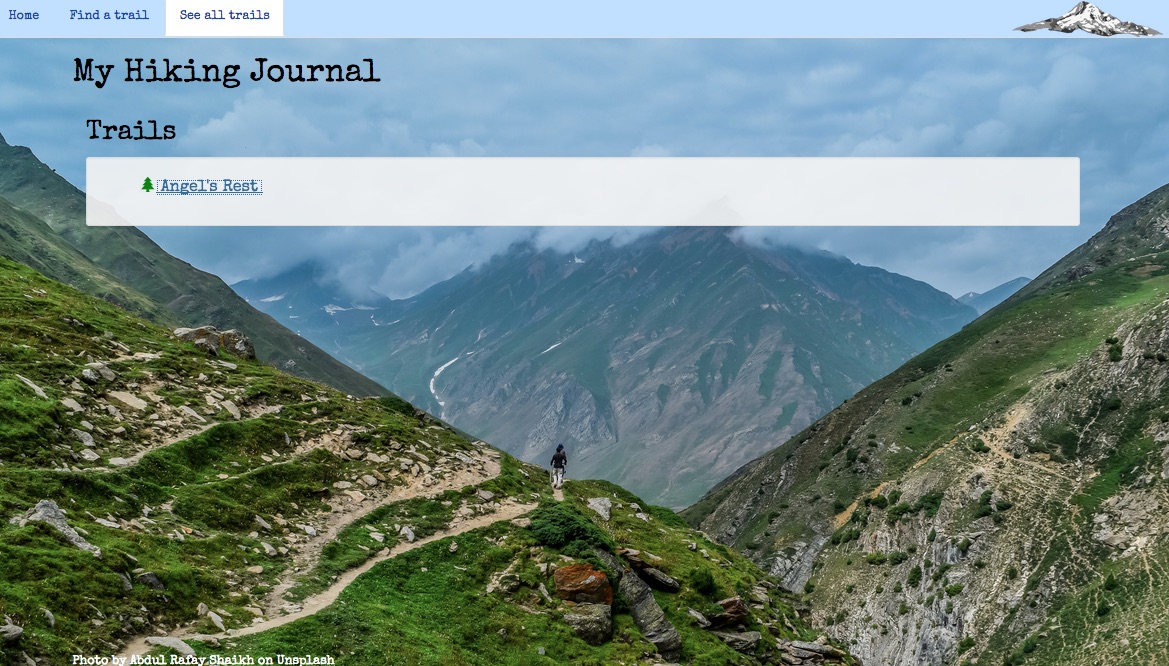 Home Find a trail See all trails
My Hiking Journal
Trails
Angel's Rest
Photo by Abdul Rafay Shaikh on Unsplash